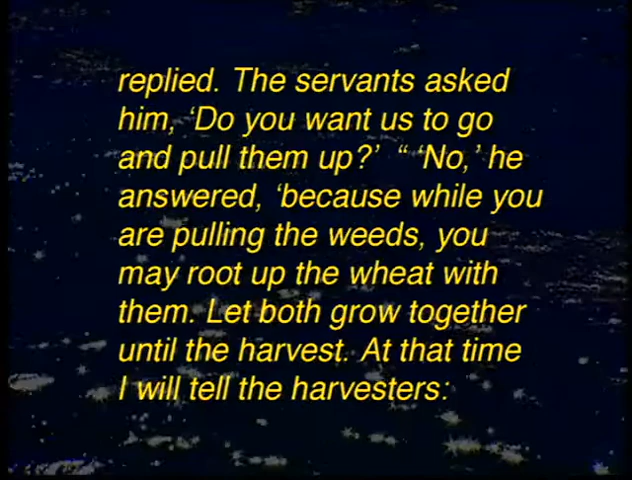 replied. The servants asked
him, ‘Do you want us to go
and pull them up?’ “ ‘No,’ he
answered, ‘because while you
are pulling the weeds, you
may root up the wheat with
them. Let both grow together
until the harvest. At that time
I will tell the harvesters: